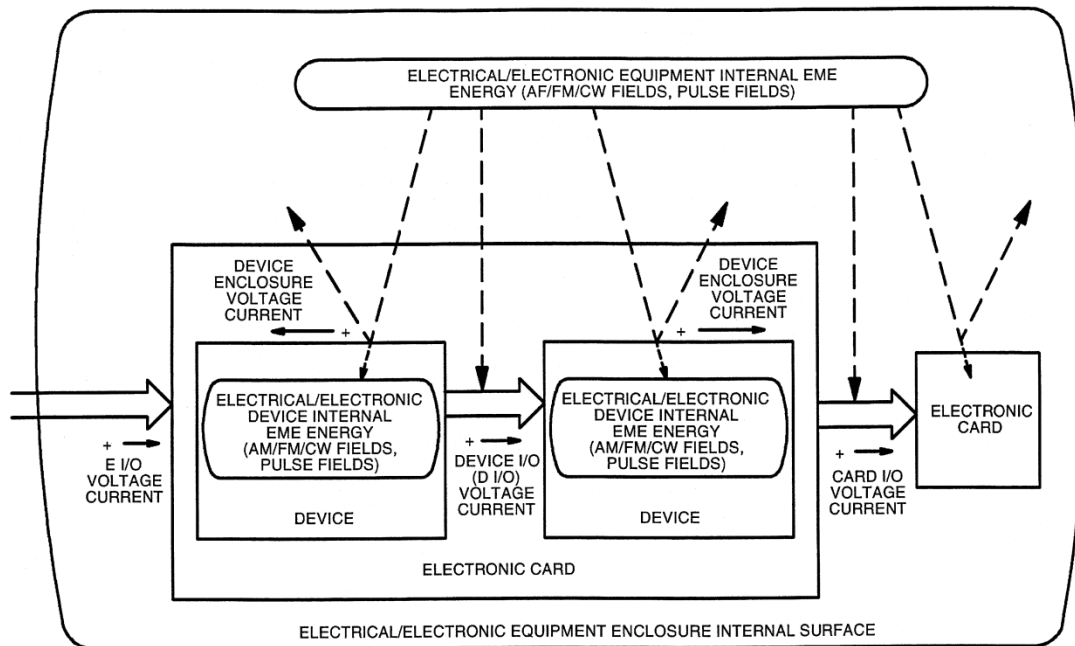 ELECTRICAL/ELECTRONIC EQUIPMENT INTERNAL EME
ENERGY (AF/FM/CW FIELDS, PULSE FIELDS)
DEVICE
ENCLOSURE
VOLTAGE
CURRENT
+
DEVICE
ENCLOSURE
VOLTAGE
CURRENT
+
ELECTRICAL/ELECTRONIC
DEVICE INTERNAL
EME ENERGY
(AM/FM/CW FIELDS,
PULSE FIELDS)
DEVICE
ELECTRICAL/ELECTRONIC
DEVICE INTERNAL
EME ENERGY
(AM/FM/CW FIELDS,
PULSE FIELDS)
DEVICE
ELECTRONIC
CARD
+
E I/O
VOLTAGE
CURRENT
+
DEVICE I/O
(D I/O)
VOLTAGE
CURRENT
+
CARD I/O
VOLTAGE
CURRENT
ELECTRONIC CARD
ELECTRICAL/ELECTRONIC EQUIPMENT ENCLOSURE INTERNAL SURFACE